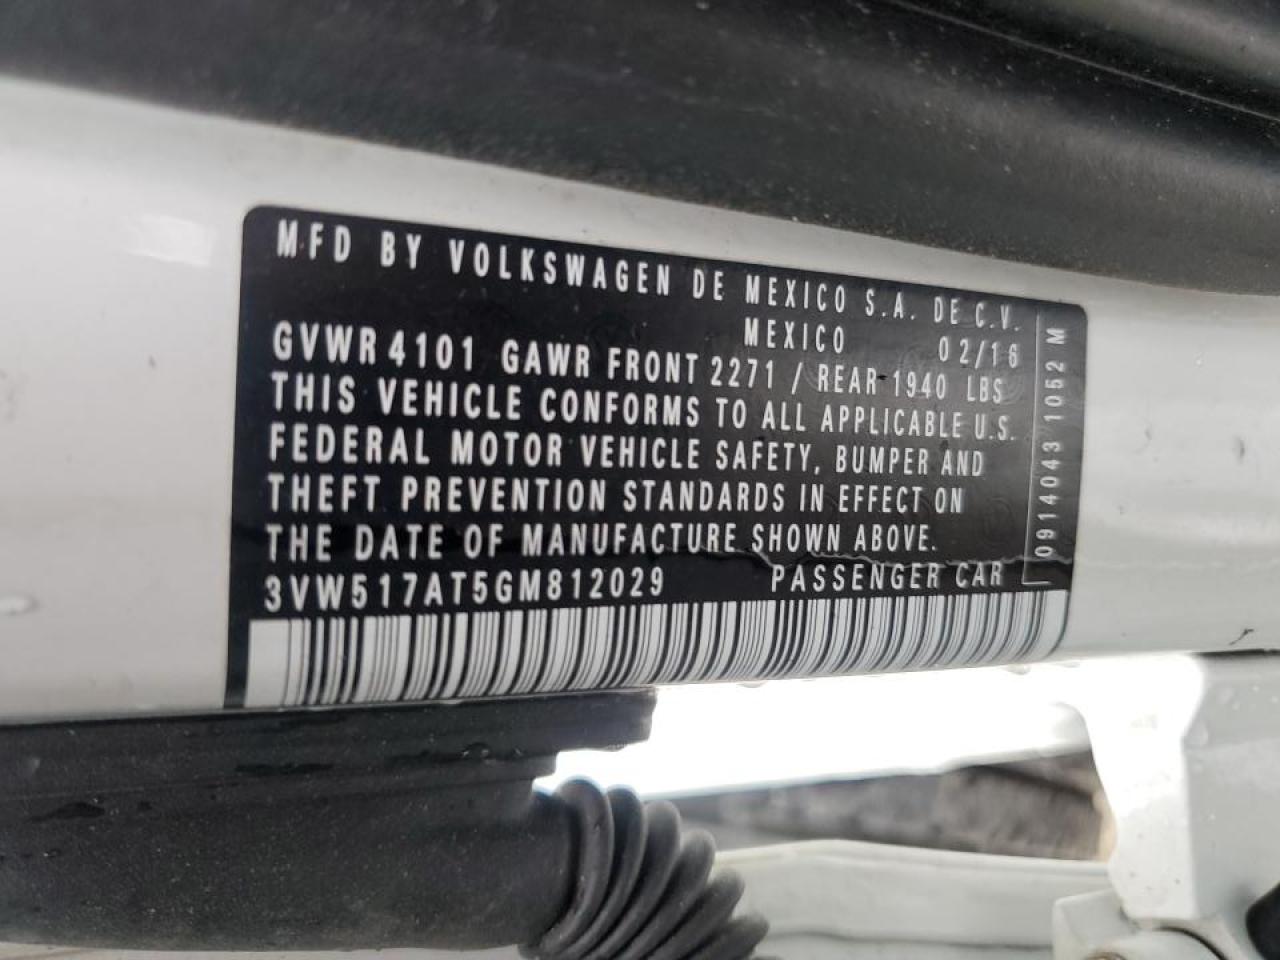 MFD BY VOLKSWAGEN DE MEXICO S.A. DE C.V.
MEXICO 02/16
GVWR 4101 GAWR FRONT 2271 / REAR 1940 LBS
THIS VEHICLE CONFORMS TO ALL APPLICABLE U.S.
FEDERAL MOTOR VEHICLE SAFETY, BUMPER AND
THEFT PREVENTION STANDARDS IN EFFECT ON
THE DATE OF MANUFACTURE SHOWN ABOVE.
3VW517AT5GM812029 PASSENGER CAR
0914043 1052 M